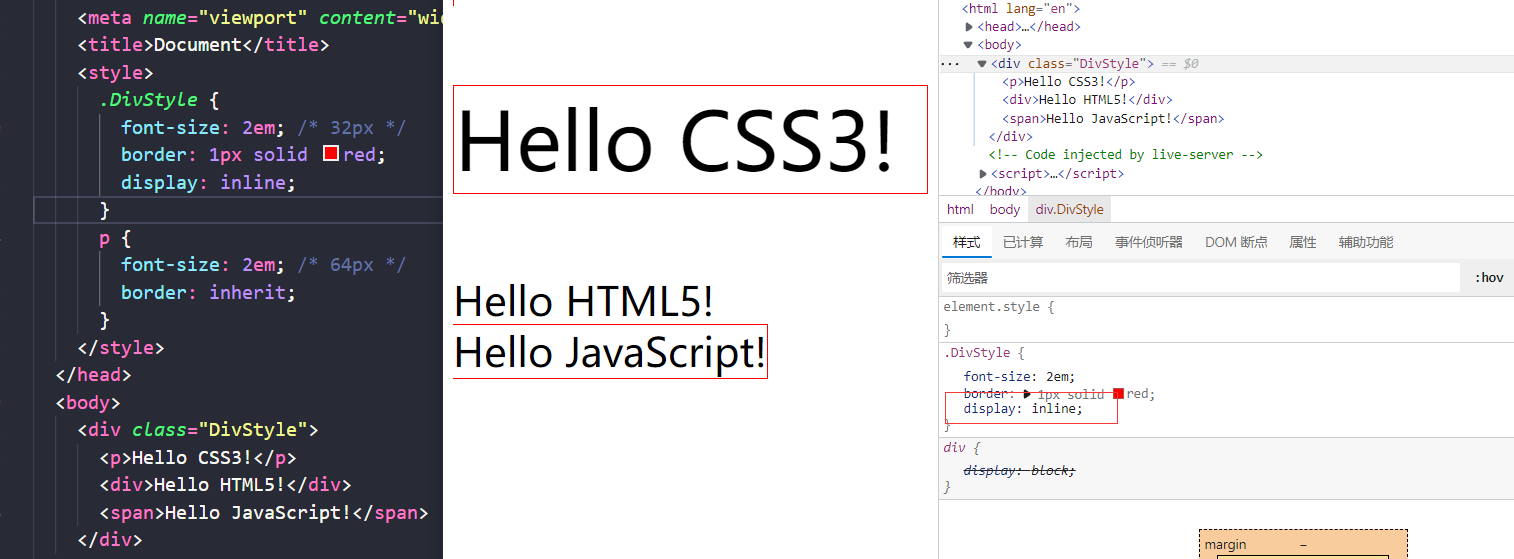 <meta name="viewport" content="wid
<title>Document</title>
<style>
.DivStyle {
font-size: 2em; /* 32px */
border: 1px solid red;
display: inline;
}
p {
font-size: 2em; /* 64px */
border: inherit;
}
</style>
</head>
<body>
<div class="DivStyle">
<p>Hello CSS3!</p>
<div>Hello HTML5!</div>
<span>Hello JavaScript!</span>
</div>
Hello CSS3!
Hello HTML5!
Hello JavaScript!
<html lang="en">
<head>…</head>
<body>
··· <div class="DivStyle"> == $0
<p>Hello CSS3!</p>
<div>Hello HTML5!</div>
<span>Hello JavaScript!</span>
</div>
<!-- Code injected by live-server -->
<script>…</script>
</body>
html body div.DivStyle
样式 已计算 布局 事件侦听器 DOM 断点 属性 辅助功能
筛选器 :hov
element.style {
}
.DivStyle {
font-size: 2em;
border: 1px solid red;
display: inline;
}
div {
display: block;
}
margin –